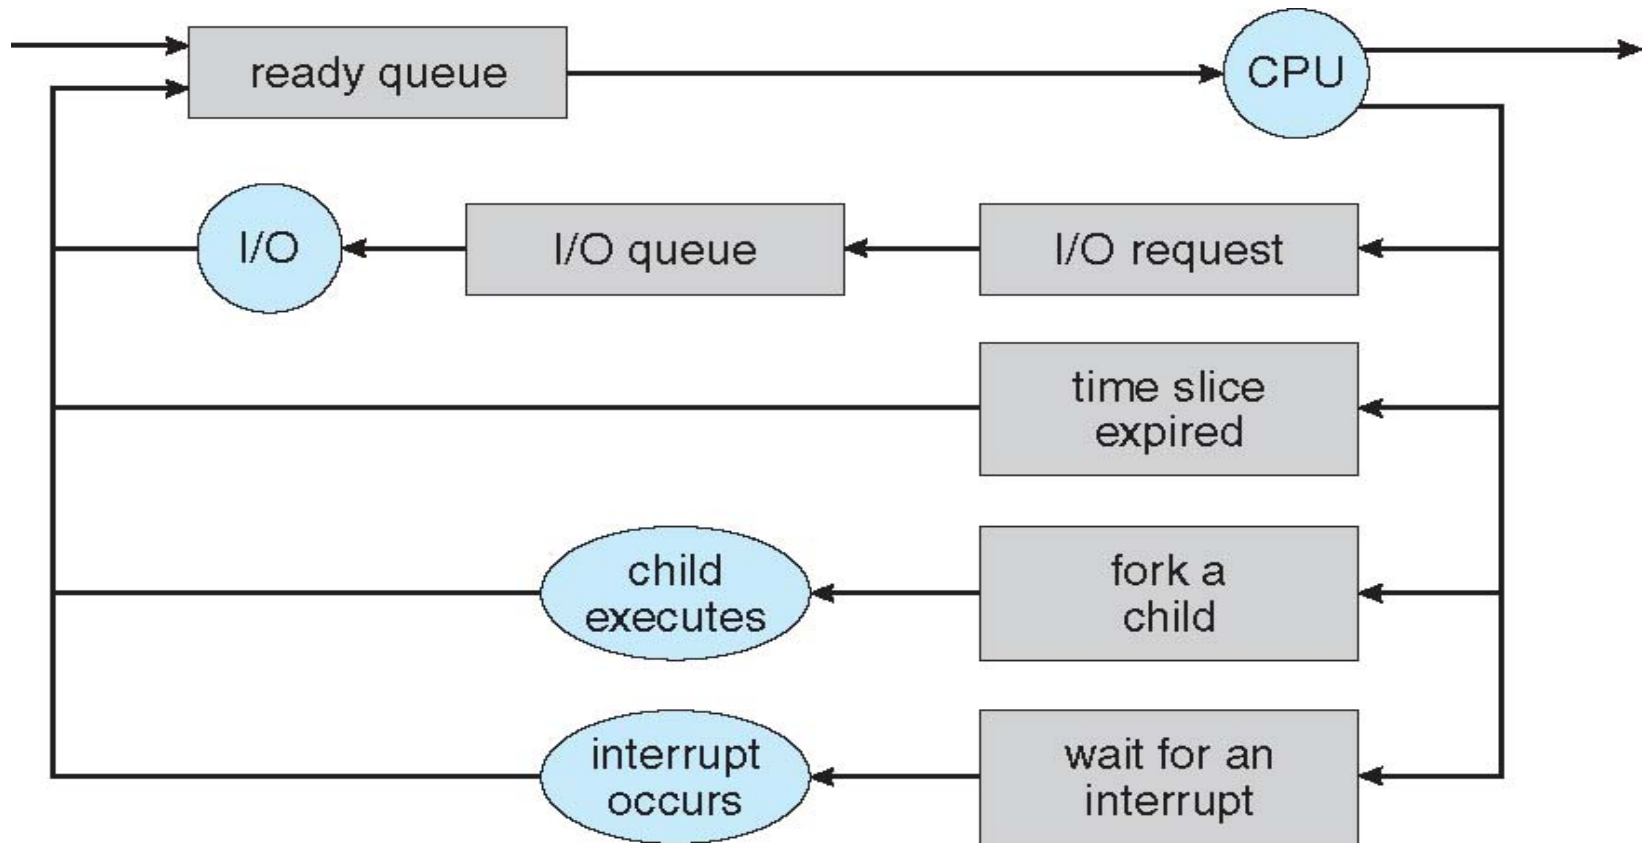 ready queue
CPU
I/O
I/O queue
I/O request
time slice
expired
child
executes
fork a
child
interrupt
occurs
wait for an
interrupt